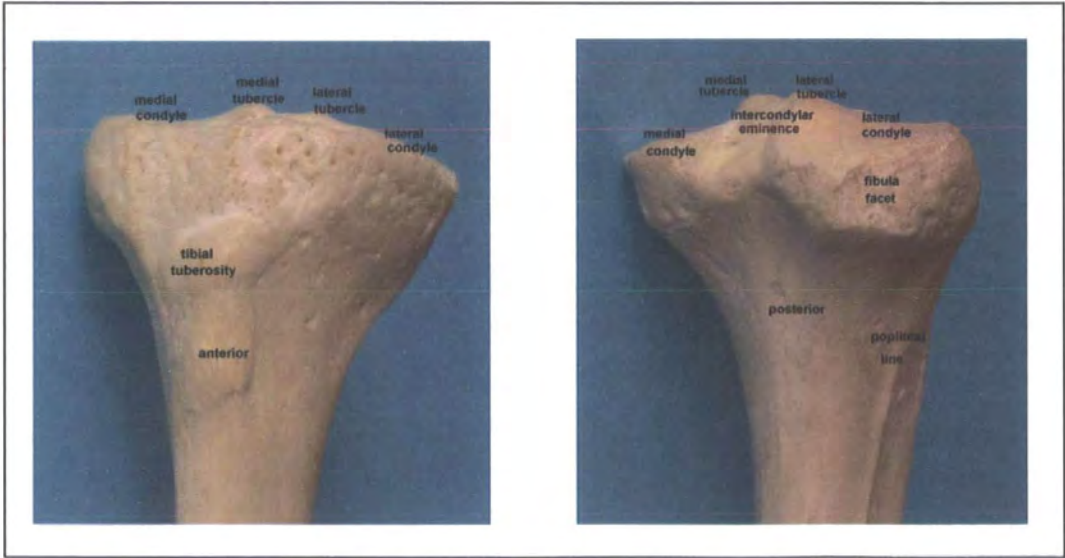 medial
condyle
medial
tubercle
lateral
tubercle
lateral
condyle
tibial
tuberosity
anterior
medial
tubercle
lateral
tubercle
medial
condyle
intercondylar
eminence
lateral
condyle
fibula
facet
posterior
popliteal
line